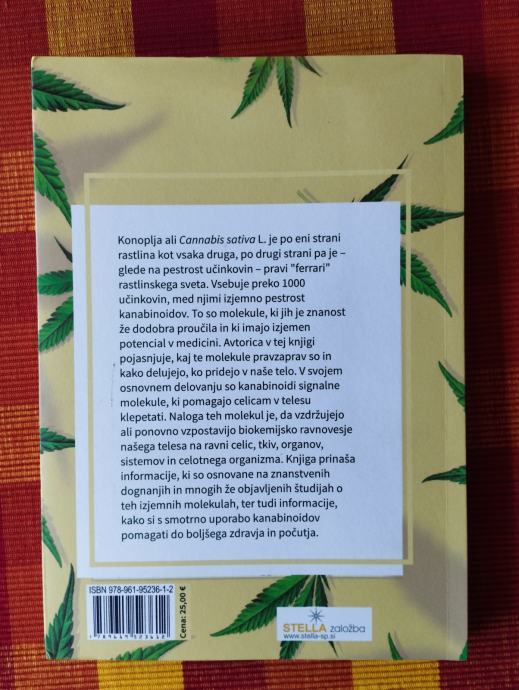 Konoplja ali Cannabis sativa L. je po eni strani
rastlina kot vsaka druga, po drugi strani pa je –
glede na pestrost učinkovin – pravi "ferrari"
rastlinskega sveta. Vsebuje preko 1000
učinkovin, med njimi izjemno pestrost
kanabinoidov. To so molekule, ki jih je znanost
že dodobra proučila in ki imajo izjemen
potencial v medicini. Avtorica v tej knjigi
pojasnjuje, kaj te molekule pravzaprav so in
kako delujejo, ko pridejo v naše telo. V svojem
osnovnem delovanju so kanabinoidi signalne
molekule, ki pomagajo celicam v telesu
klepetati. Naloga teh molekul je, da vzdržujejo
ali ponovno vzpostavijo biokemijsko ravnovesje
našega telesa na ravni celic, tkiv, organov,
sistemov in celotnega organizma. Knjiga prinaša
informacije, ki so osnovane na znanstvenih
dognanjih in mnogih že objavljenih študijah o
teh izjemnih molekulah, ter tudi informacije,
kako si s smotrno uporabo kanabinoidov
pomagati do boljšega zdravja in počutja.
ISBN 978-961-95236-1-2
9789619523612
Cena: 25,00 €
STELLA založba
www.stella-sp.si